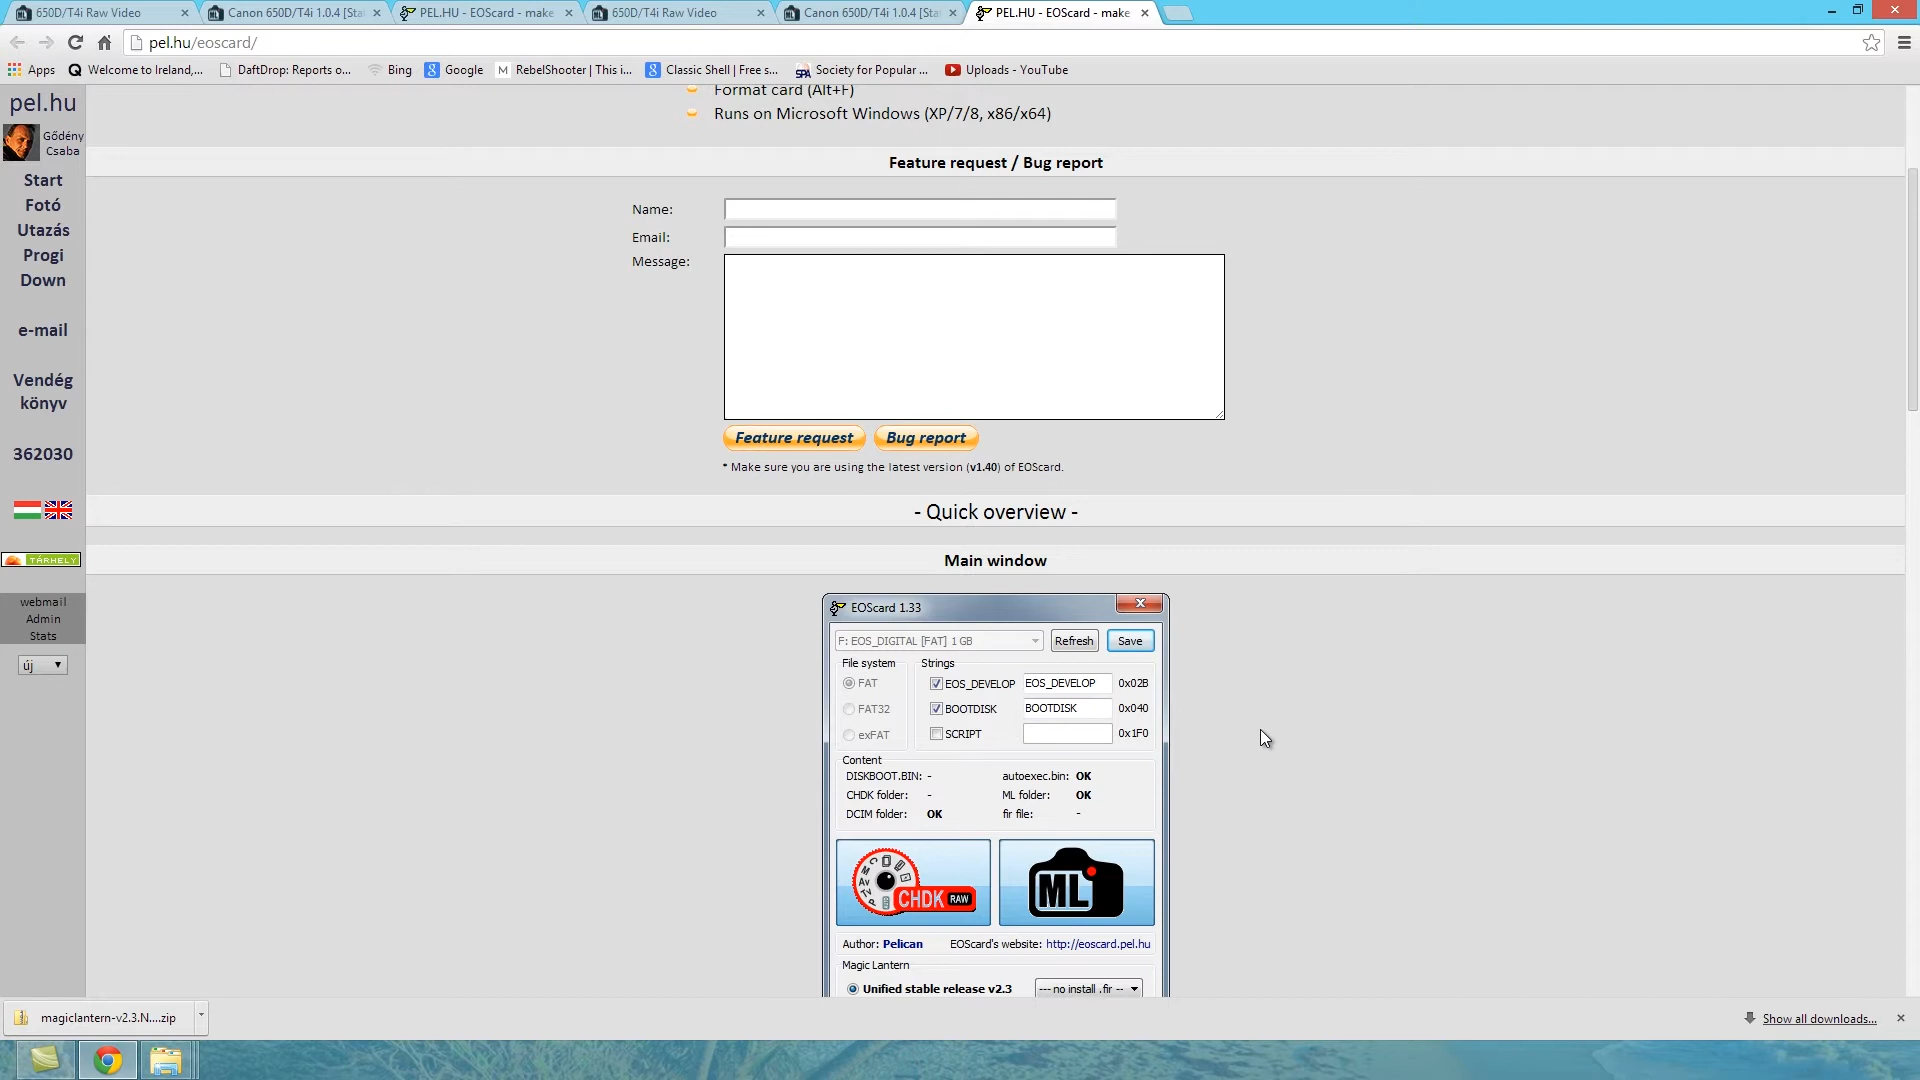 650D/T4i Raw Video
Canon 650D/T4i 1.0.4 [Sta
PEL.HU - EOScard - make
650D/T4i Raw Video
Canon 650D/T4i 1.0.4 [Sta
PEL.HU - EOScard - make
pel.hu/eoscard/
Apps
Welcome to Ireland,...
DaftDrop: Reports o...
Bing
Google
RebelShooter | This i...
Classic Shell | Free s...
Society for Popular ...
Uploads - YouTube
pel.hu
Gődény
Csaba
Start
Fotó
Utazás
Progi
Down
e-mail
Vendég
könyv
362030
TÁRHELY
webmail
Admin
Stats
új
Format card (Alt+F)
Runs on Microsoft Windows (XP/7/8, x86/x64)
Feature request / Bug report
Name:
Email:
Message:
Feature request
Bug report
* Make sure you are using the latest version (v1.40) of EOScard.
- Quick overview -
Main window
EOScard 1.33
F: EOS_DIGITAL [FAT] 1 GB
Refresh
Save
File system
Strings
FAT
EOS_DEVELOP
EOS_DEVELOP
0x02B
FAT32
BOOTDISK
BOOTDISK
0x040
exFAT
SCRIPT
0x1F0
Content
DISKBOOT.BIN: -
autoexec.bin: OK
CHDK folder: -
ML folder: OK
DCIM folder: OK
fir file: -
CHDK RAW
ML
Author: Pelican
EOScard's website: http://eoscard.pel.hu
Magic Lantern
Unified stable release v2.3
--- no install .fir --
magiclantern-v2.3.N....zip
Show all downloads...